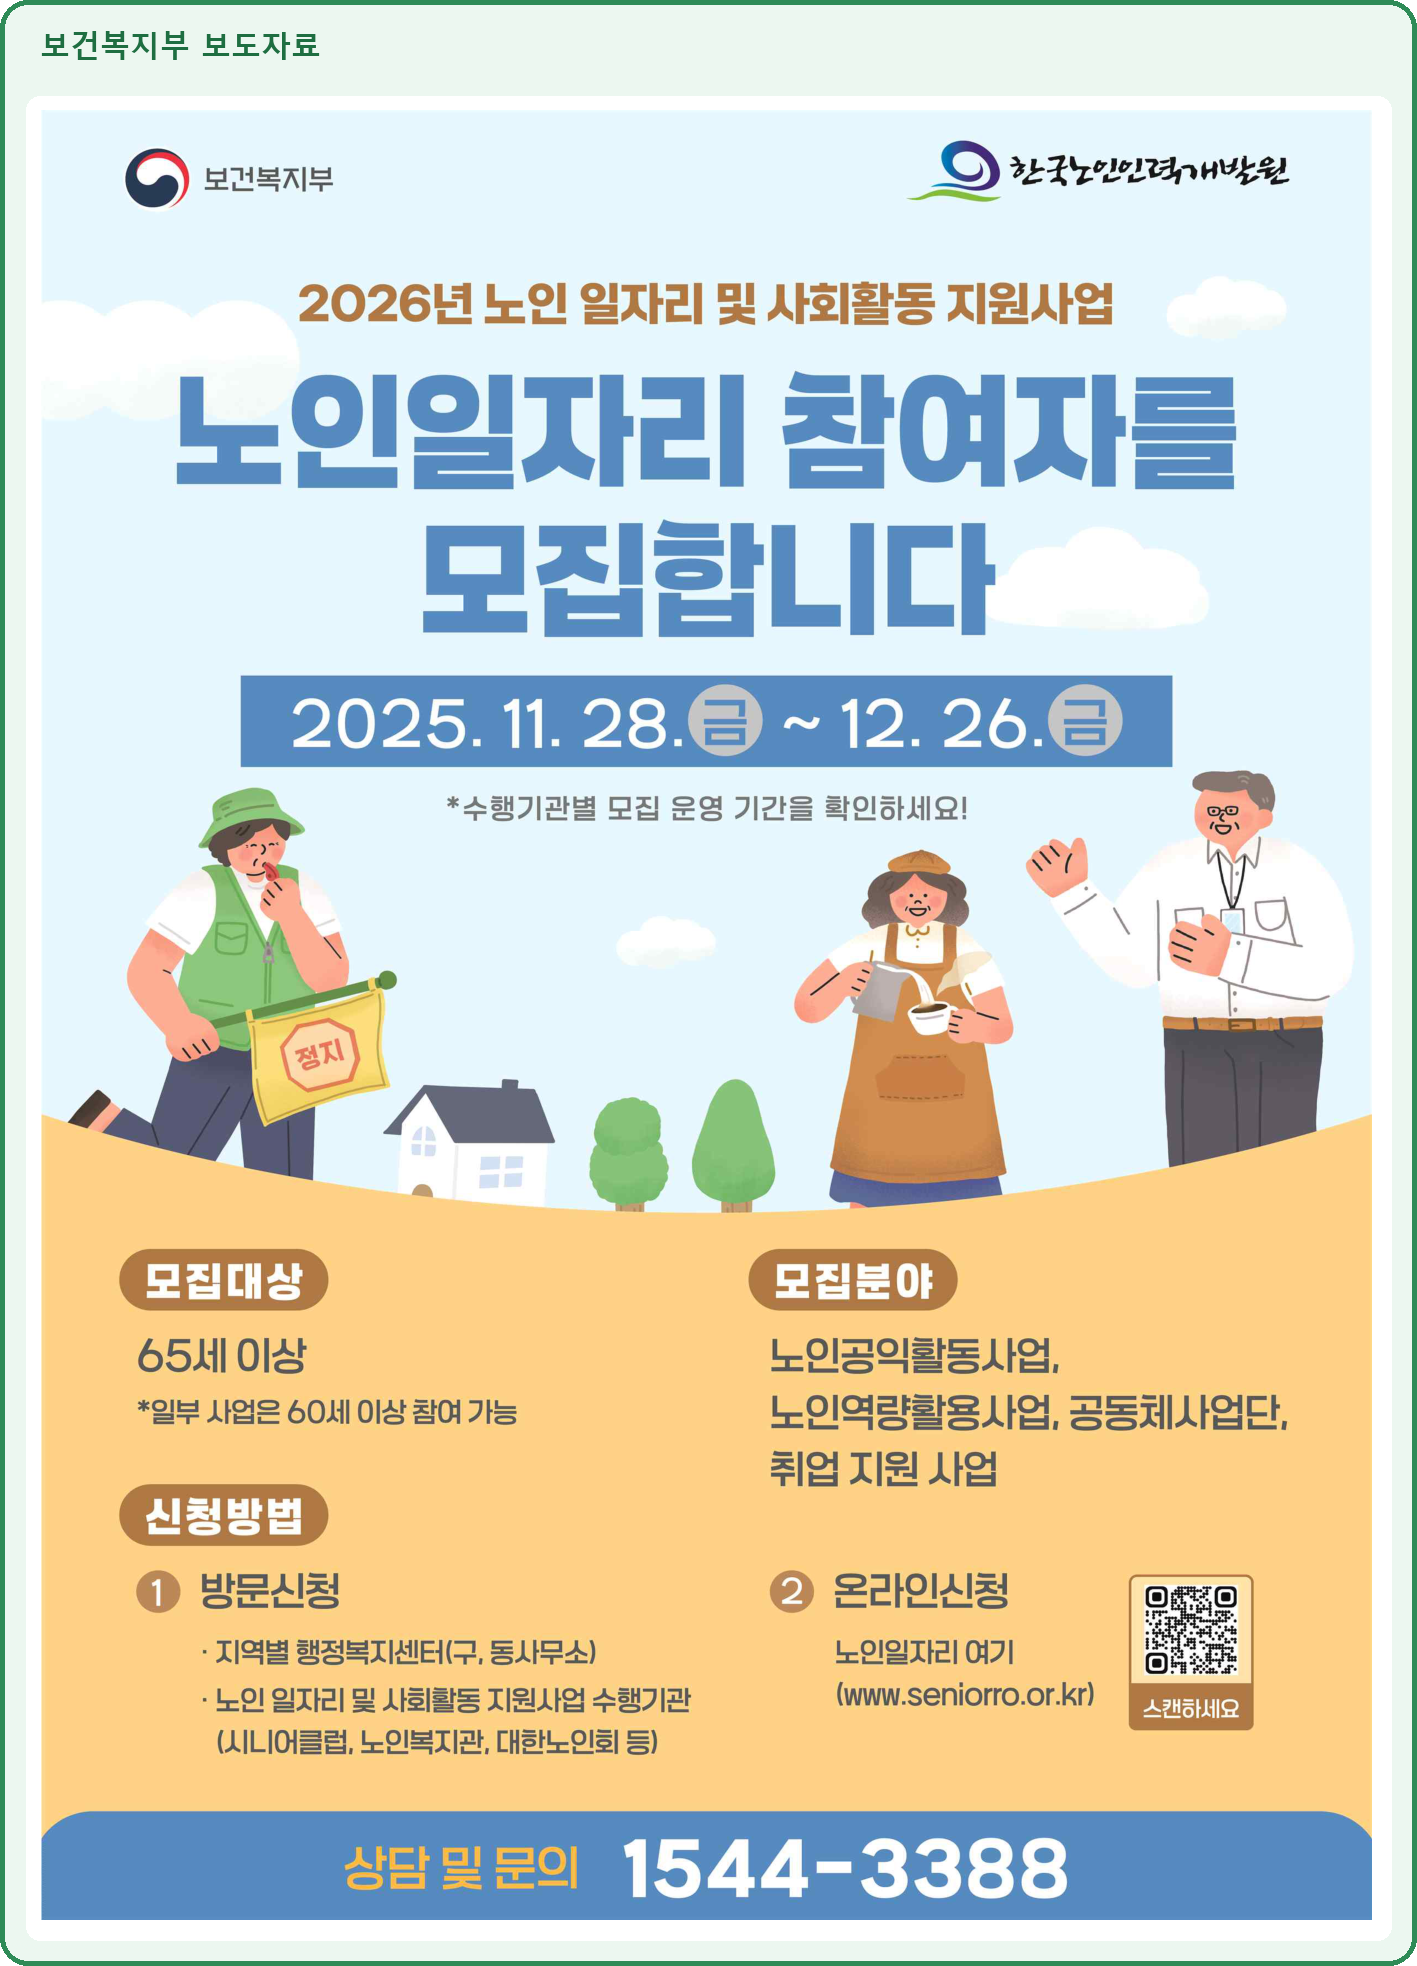 보건복지부 보도자료
보건복지부
한국노인인력개발원
2026년 노인 일자리 및 사회활동 지원사업
노인일자리 참여자를
모집합니다
2025. 11. 28.금 ~ 12. 26.금
*수행기관별 모집 운영 기간을 확인하세요!
정지
모집대상
65세 이상
*일부 사업은 60세 이상 참여 가능
모집분야
노인공익활동사업,
노인역량활용사업, 공동체사업단,
취업 지원 사업
신청방법
1 방문신청
· 지역별 행정복지센터(구, 동사무소)
· 노인 일자리 및 사회활동 지원사업 수행기관
(시니어클럽, 노인복지관, 대한노인회 등)
2 온라인신청
노인일자리 여기
(www.seniorro.or.kr)
스캔하세요
상담 및 문의 1544-3388